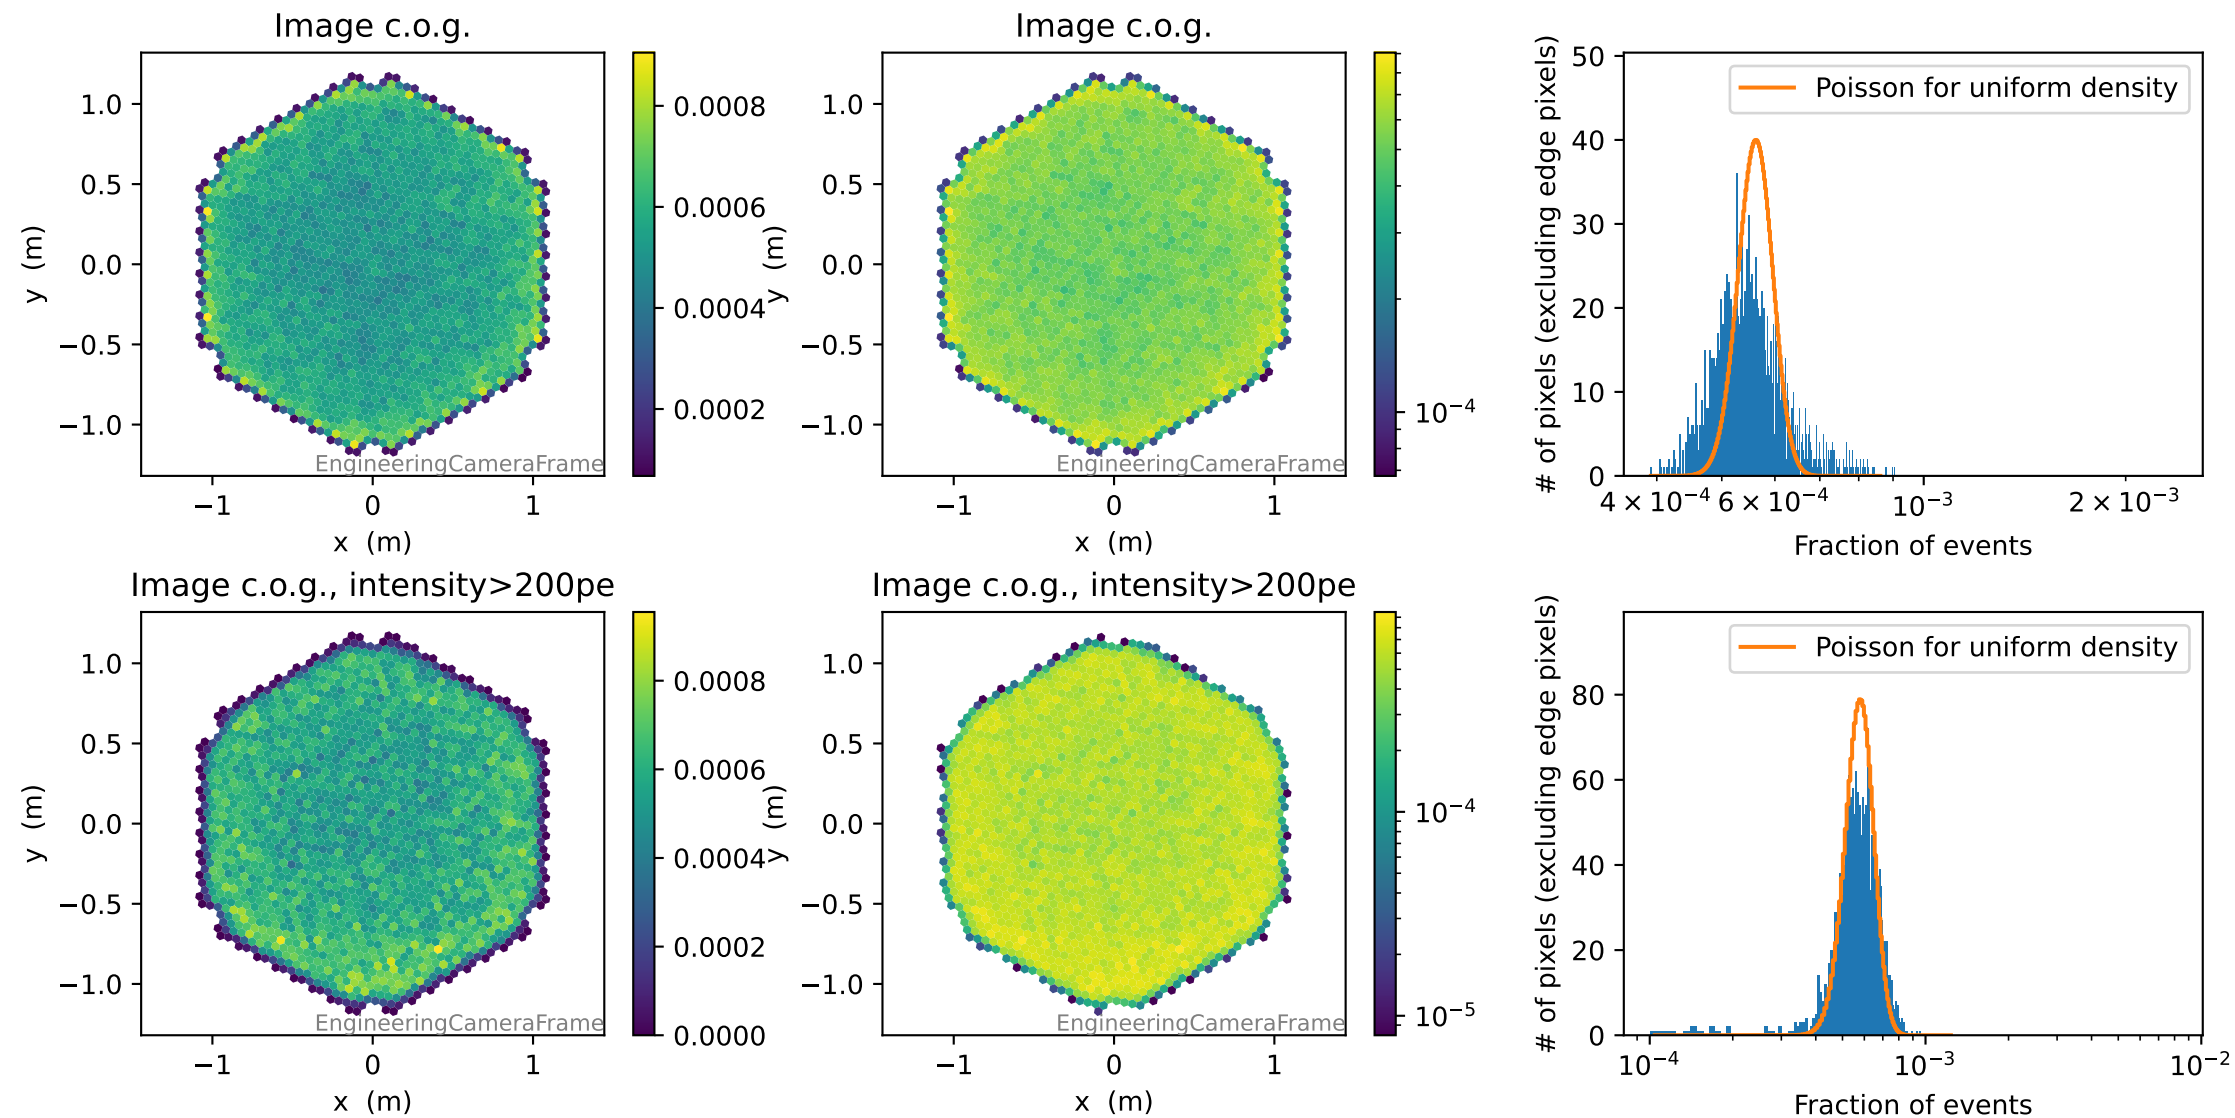 Image c.o.g.
y (m)
1.0
0.5
0.0
−0.5
−1.0
−1
0
1
x (m)
EngineeringCameraFrame
0.0008
0.0006
0.0004
0.0002
Image c.o.g.
y (m)
1.0
0.5
0.0
−0.5
−1.0
−1
0
1
x (m)
EngineeringCameraFrame
10⁻⁴
# of pixels (excluding edge pixels)
50
40
30
20
10
0
Poisson for uniform density
4 × 10⁻⁴
6 × 10⁻⁴
10⁻³
2 × 10⁻³
Fraction of events
Image c.o.g., intensity>200pe
y (m)
1.0
0.5
0.0
−0.5
−1.0
−1
0
1
x (m)
EngineeringCameraFrame
0.0008
0.0006
0.0004
0.0002
0.0000
Image c.o.g., intensity>200pe
y (m)
1.0
0.5
0.0
−0.5
−1.0
−1
0
1
x (m)
EngineeringCameraFrame
10⁻⁴
10⁻⁵
# of pixels (excluding edge pixels)
80
60
40
20
0
Poisson for uniform density
10⁻⁴
10⁻³
10⁻²
Fraction of events